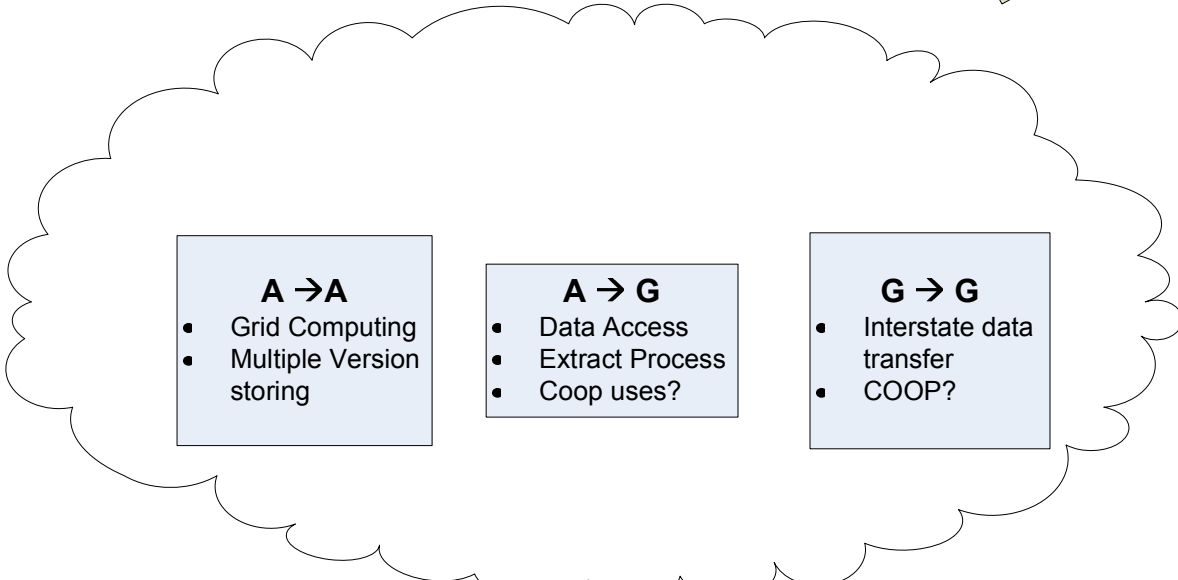 A →A
• Grid Computing
• Multiple Version
storing
A → G
• Data Access
• Extract Process
• Coop uses?
G → G
• Interstate data
transfer
• COOP?